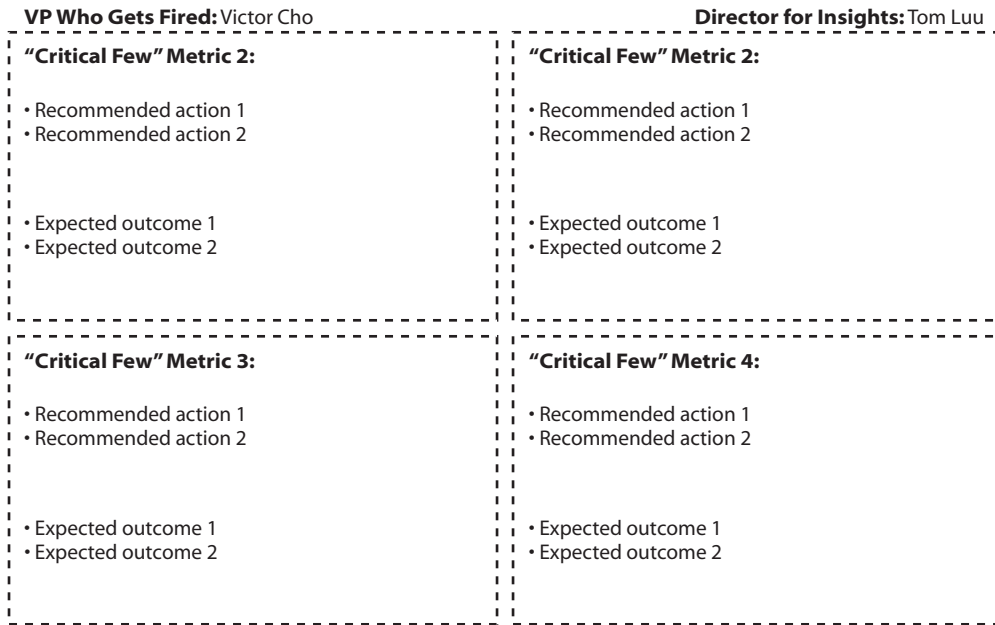 VP Who Gets Fired: Victor Cho
Director for Insights: Tom Luu
“Critical Few” Metric 2:
• Recommended action 1
• Recommended action 2
• Expected outcome 1
• Expected outcome 2
“Critical Few” Metric 2:
• Recommended action 1
• Recommended action 2
• Expected outcome 1
• Expected outcome 2
“Critical Few” Metric 3:
• Recommended action 1
• Recommended action 2
• Expected outcome 1
• Expected outcome 2
“Critical Few” Metric 4:
• Recommended action 1
• Recommended action 2
• Expected outcome 1
• Expected outcome 2